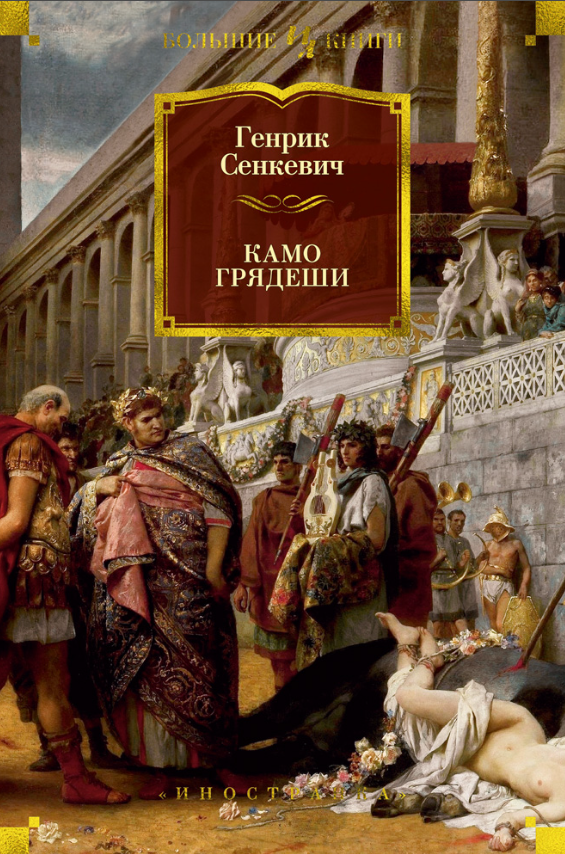 БОЛЬШИЕ КНИГИ
Генрик
Сенкевич
КАМО
ГРЯДЕШИ
«ИНОСТРАНКА»